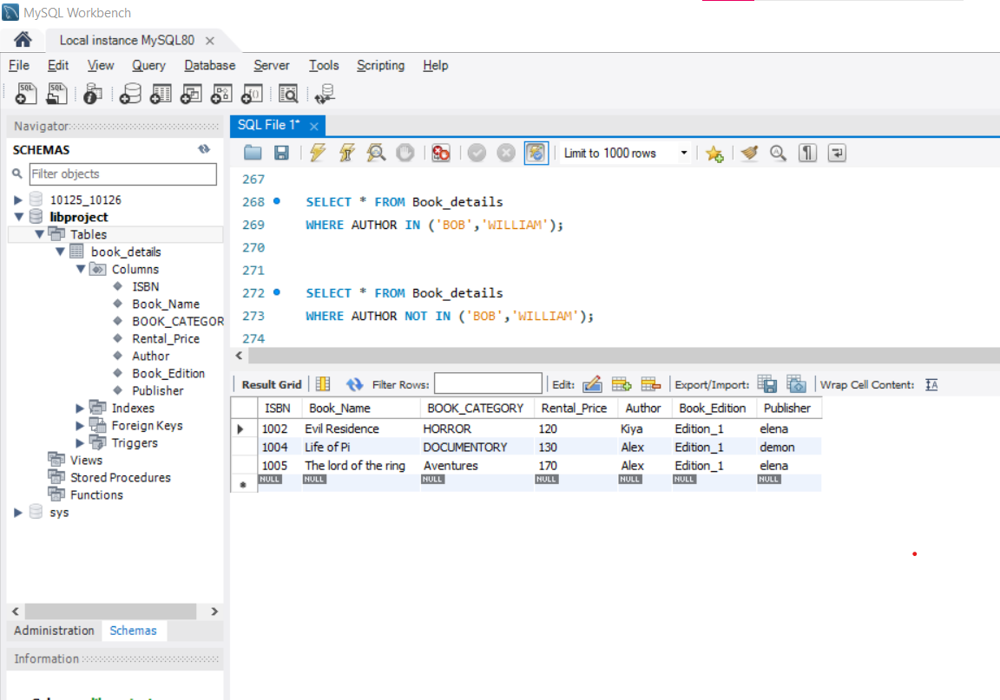 MySQL Workbench
Local instance MySQL80
File Edit View Query Database Server Tools Scripting Help
Navigator
SCHEMAS
Filter objects
10125_10126
libproject
Tables
book_details
Columns
ISBN
Book_Name
BOOK_CATEGOR
Rental_Price
Author
Book_Edition
Publisher
Indexes
Foreign Keys
Triggers
Views
Stored Procedures
Functions
sys
Administration Schemas
Information
SQL File 1*
Limit to 1000 rows
267
268 SELECT * FROM Book_details
269 WHERE AUTHOR IN ('BOB','WILLIAM');
270
271
272 SELECT * FROM Book_details
273 WHERE AUTHOR NOT IN ('BOB','WILLIAM');
274
Result Grid Filter Rows: Edit: Export/Import: Wrap Cell Content:
ISBN Book_Name BOOK_CATEGORY Rental_Price Author Book_Edition Publisher
1002 Evil Residence HORROR 120 Kiya Edition_1 elena
1004 Life of Pi DOCUMENTORY 130 Alex Edition_1 demon
1005 The lord of the ring Aventures 170 Alex Edition_1 elena
NULL NULL NULL NULL NULL NULL NULL